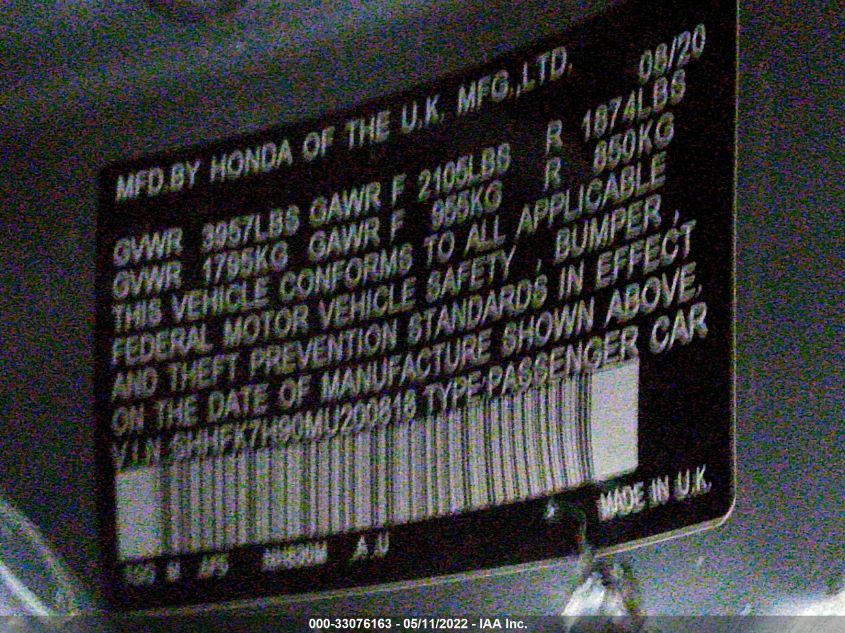 MFD.BY HONDA OF THE U.K. MFG.,LTD. 08/20
GVWR 3957LBS GAWR F 2105LBS R 1874LBS
GVWR 1795KG GAWR F 955KG R 850KG
THIS VEHICLE CONFORMS TO ALL APPLICABLE
FEDERAL MOTOR VEHICLE SAFETY , BUMPER ,
AND THEFT PREVENTION STANDARDS IN EFFECT
ON THE DATE OF MANUFACTURE SHOWN ABOVE,
V.I.N. SHHFK7H90MU200818 TYPE:PASSENGER CAR
MADE IN U.K.
000-33076163 - 05/11/2022 - IAA Inc.